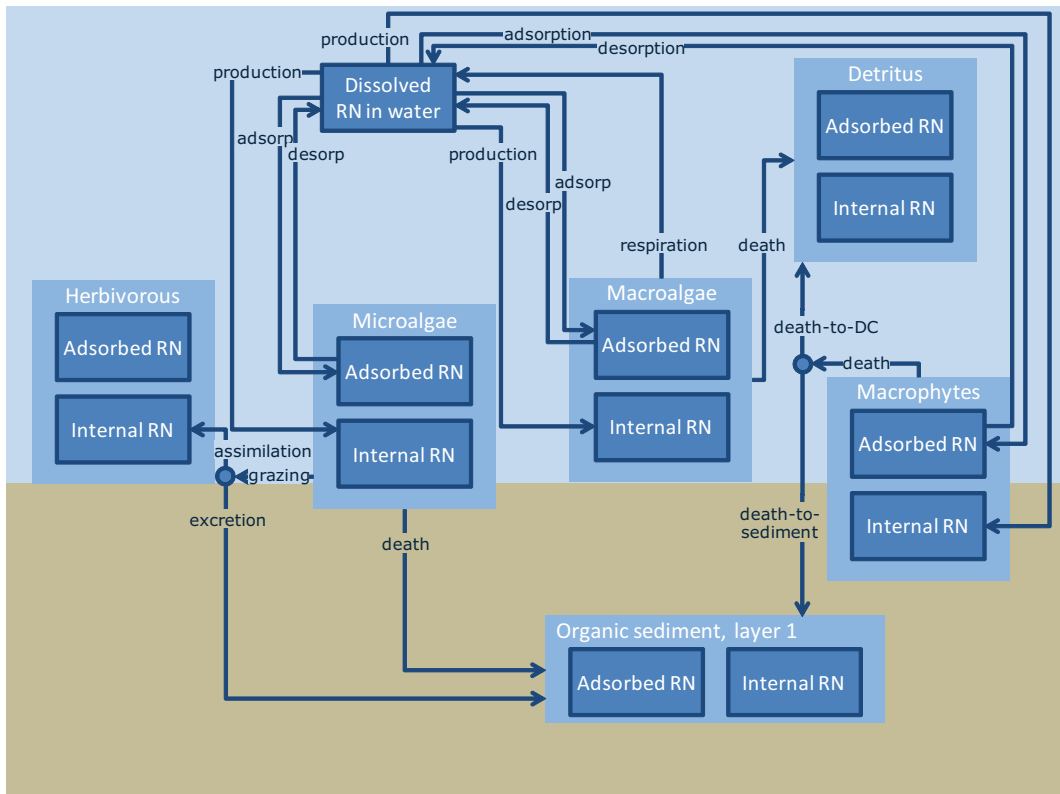 production
adsorption
desorption
production
Dissolved
RN in water
Detritus
Adsorbed RN
Internal RN
adsorp
desorp
production
adsorp
desorp
respiration
death
Herbivorous
Adsorbed RN
Internal RN
Microalgae
Adsorbed RN
Internal RN
Macroalgae
Adsorbed RN
Internal RN
death-to-DC
death
Macrophytes
Adsorbed RN
Internal RN
assimilation
grazing
excretion
death
death-to-
sediment
Organic sediment, layer 1
Adsorbed RN
Internal RN